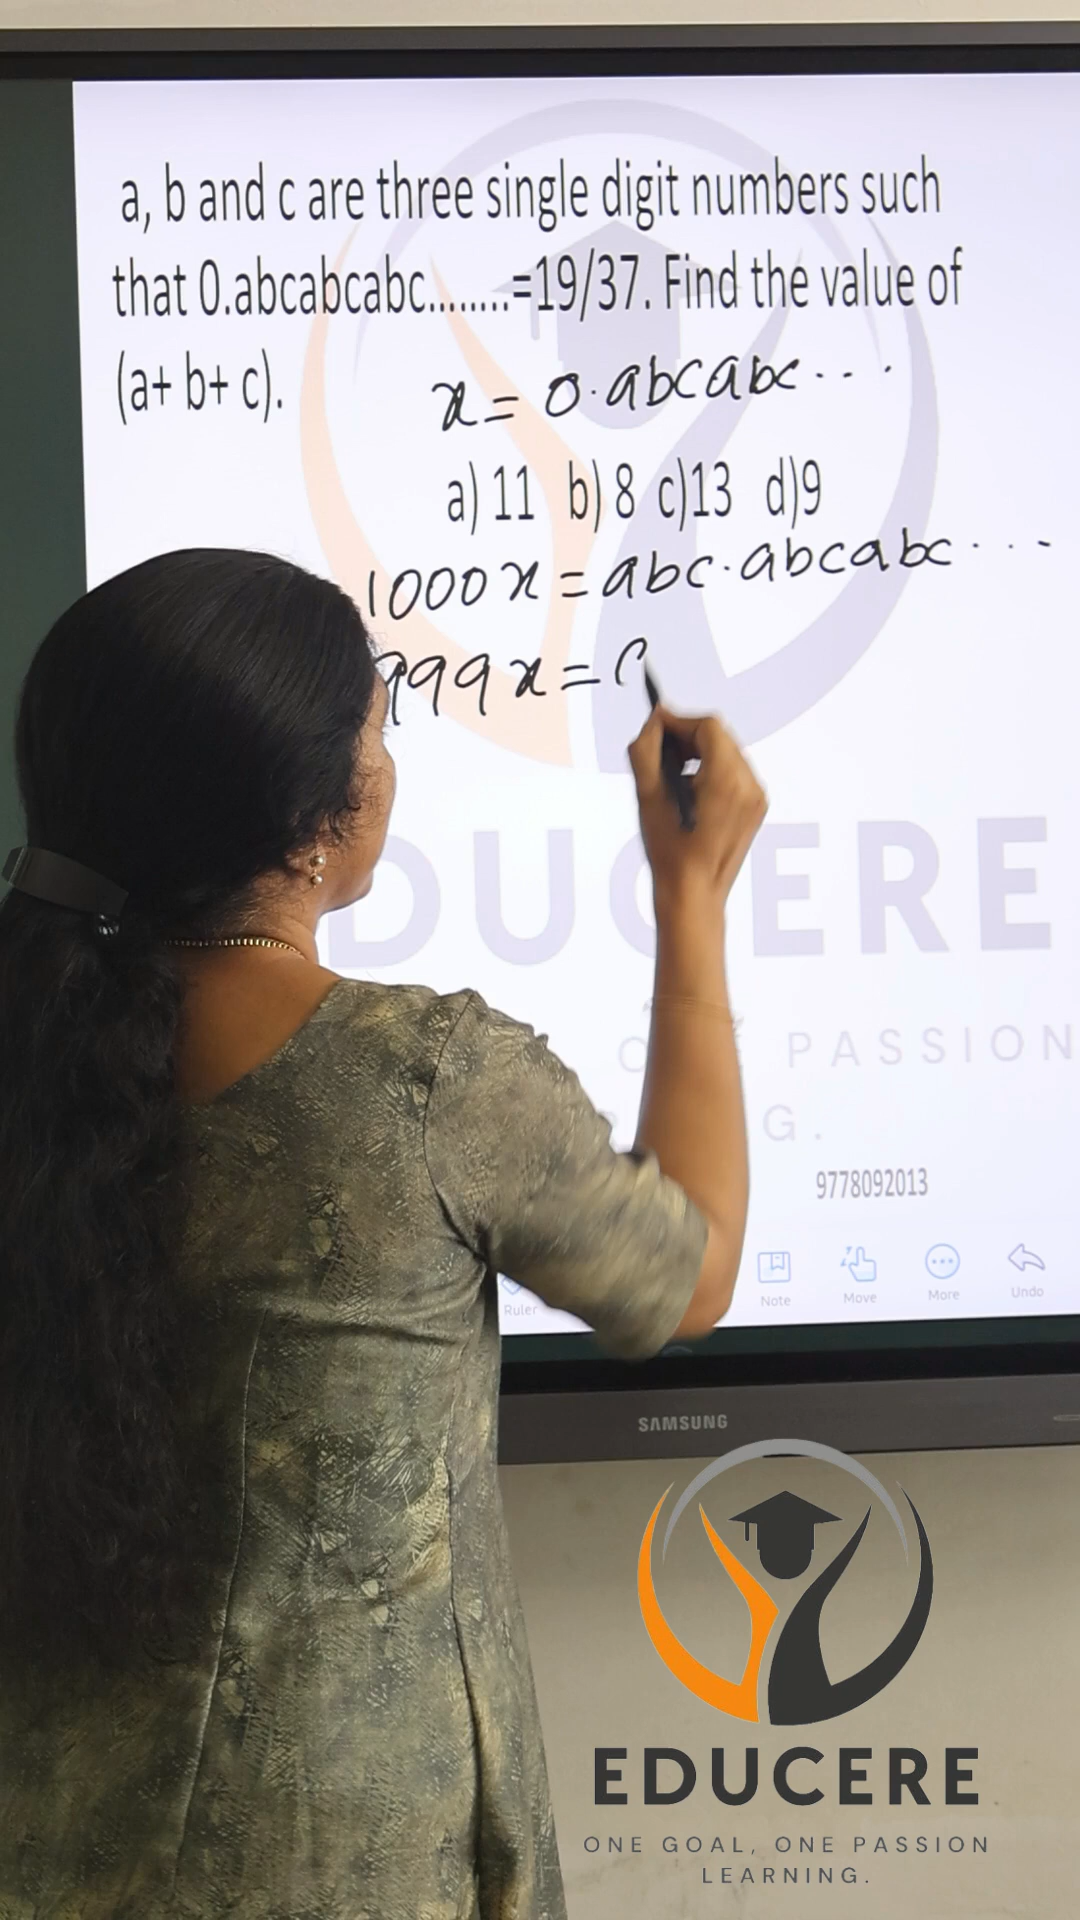 a, b and c are three single digit numbers such
that 0.abcabcabc........=19/37. Find the value of
(a+ b+ c).
x = 0.abcabc...
a) 11 b) 8 c)13 d)9
1000x = abc.abcabc...
999x =
DUCERE
PASSION
G.
9778092013
Ruler Note Move More Undo
SAMSUNG
EDUCERE
ONE GOAL, ONE PASSION
LEARNING.